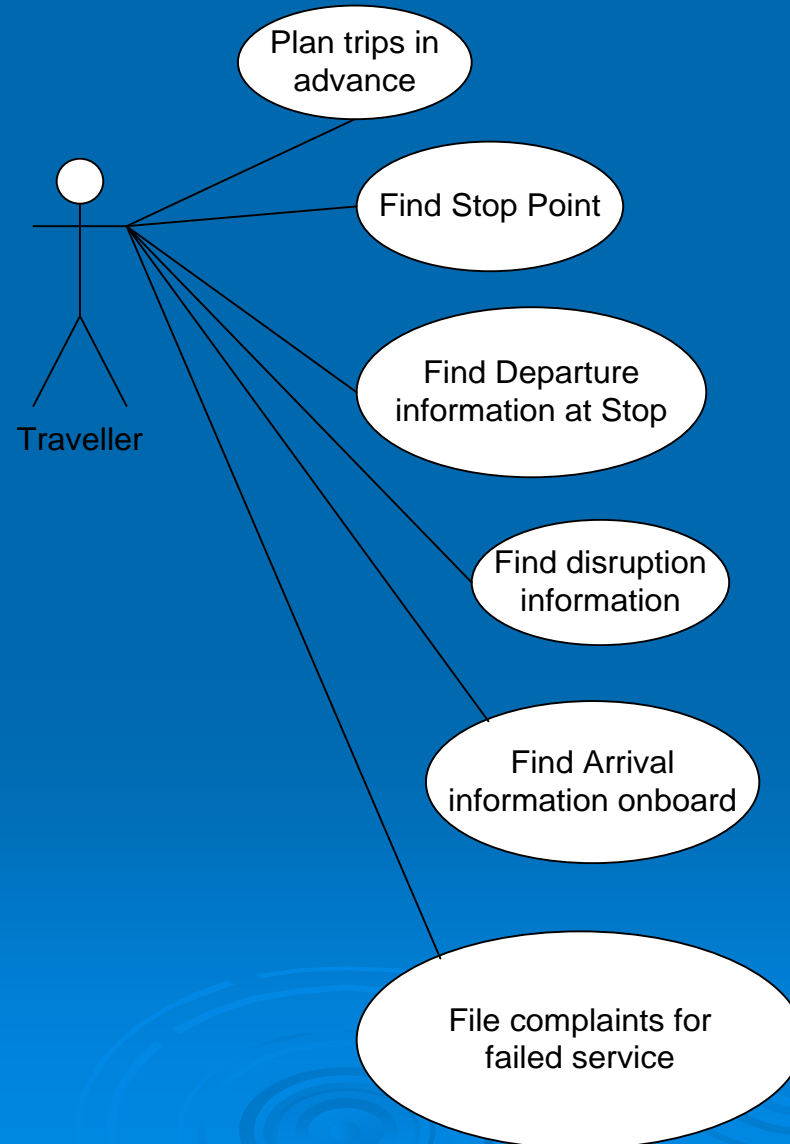 Plan trips in
advance
Find Stop Point
Find Departure
information at Stop
Traveller
Find disruption
information
Find Arrival
information onboard
File complaints for
failed service